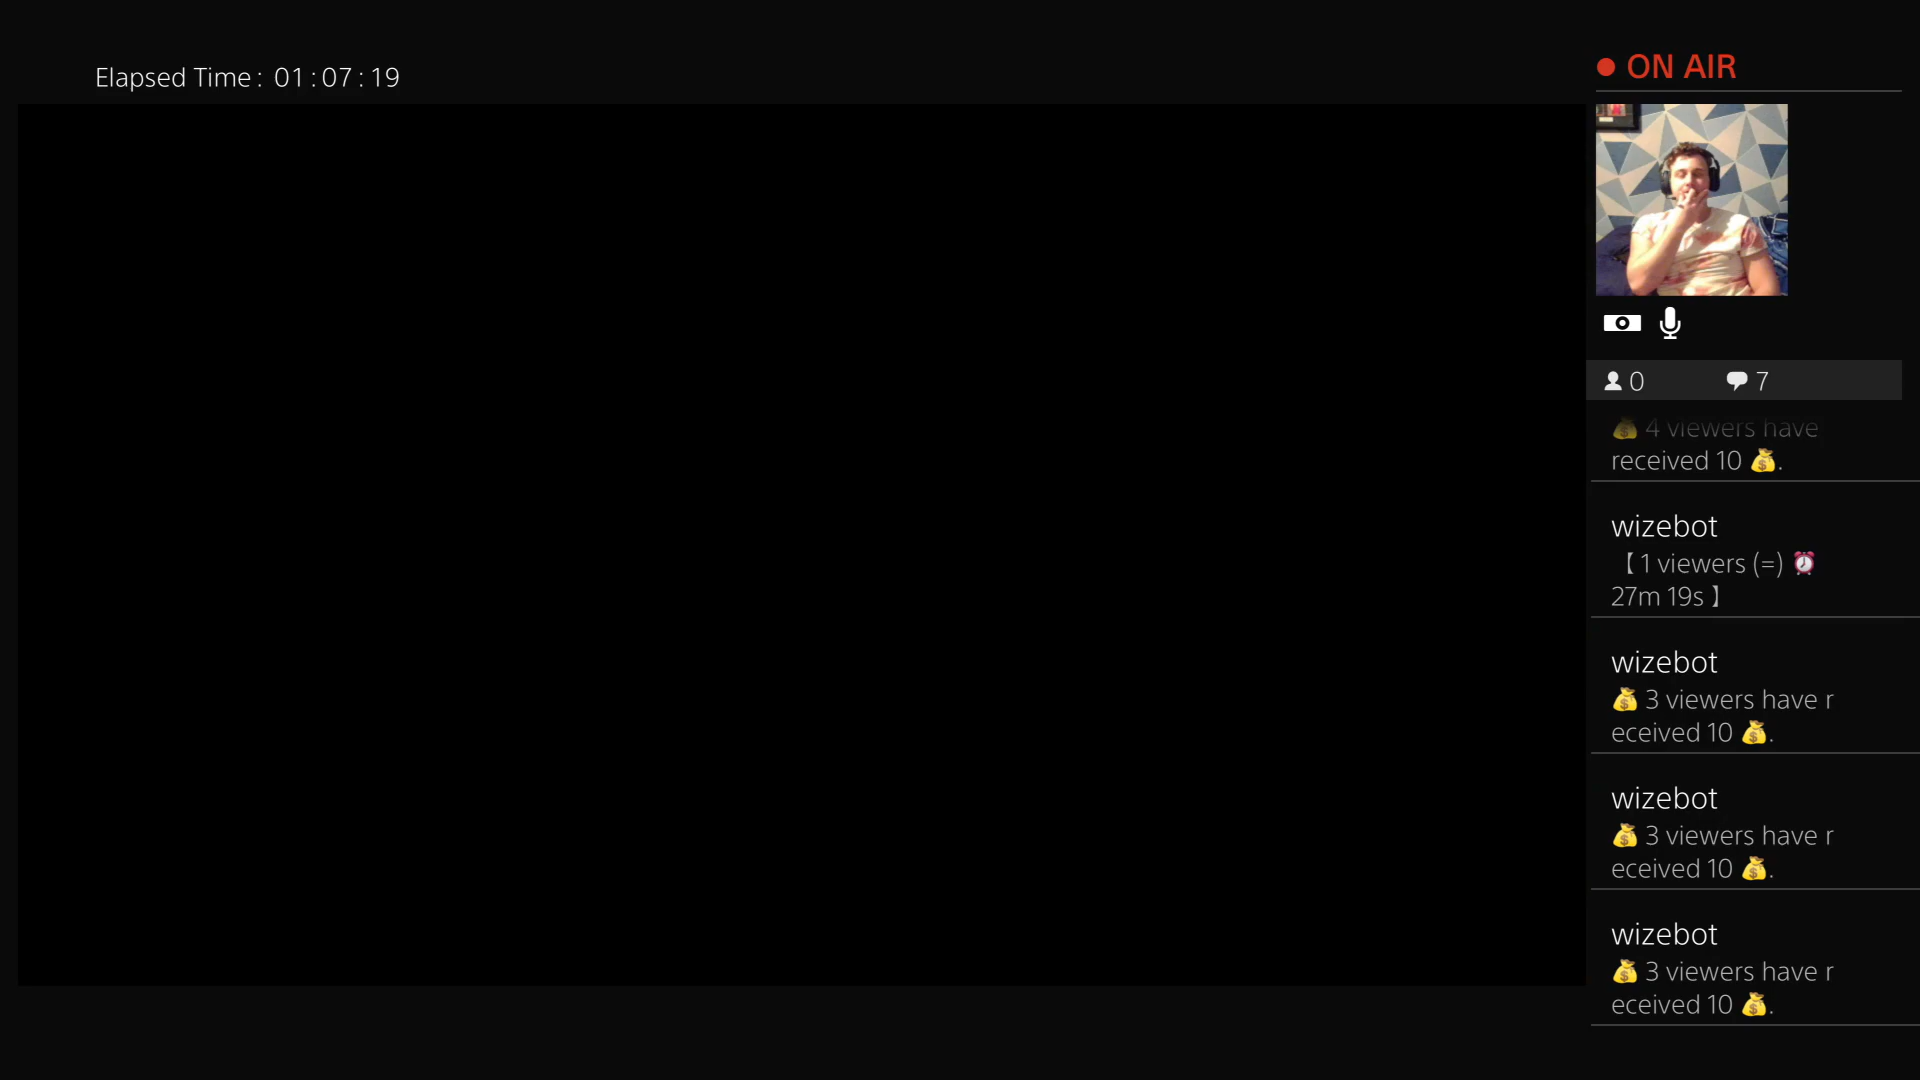 Elapsed Time: 01:07:19
ON AIR
0 7
💰 4 viewers have
received 10 💰.
wizebot
【 1 viewers (=) ⏰
27m 19s 】
wizebot
💰 3 viewers have r
eceived 10 💰.
wizebot
💰 3 viewers have r
eceived 10 💰.
wizebot
💰 3 viewers have r
eceived 10 💰.